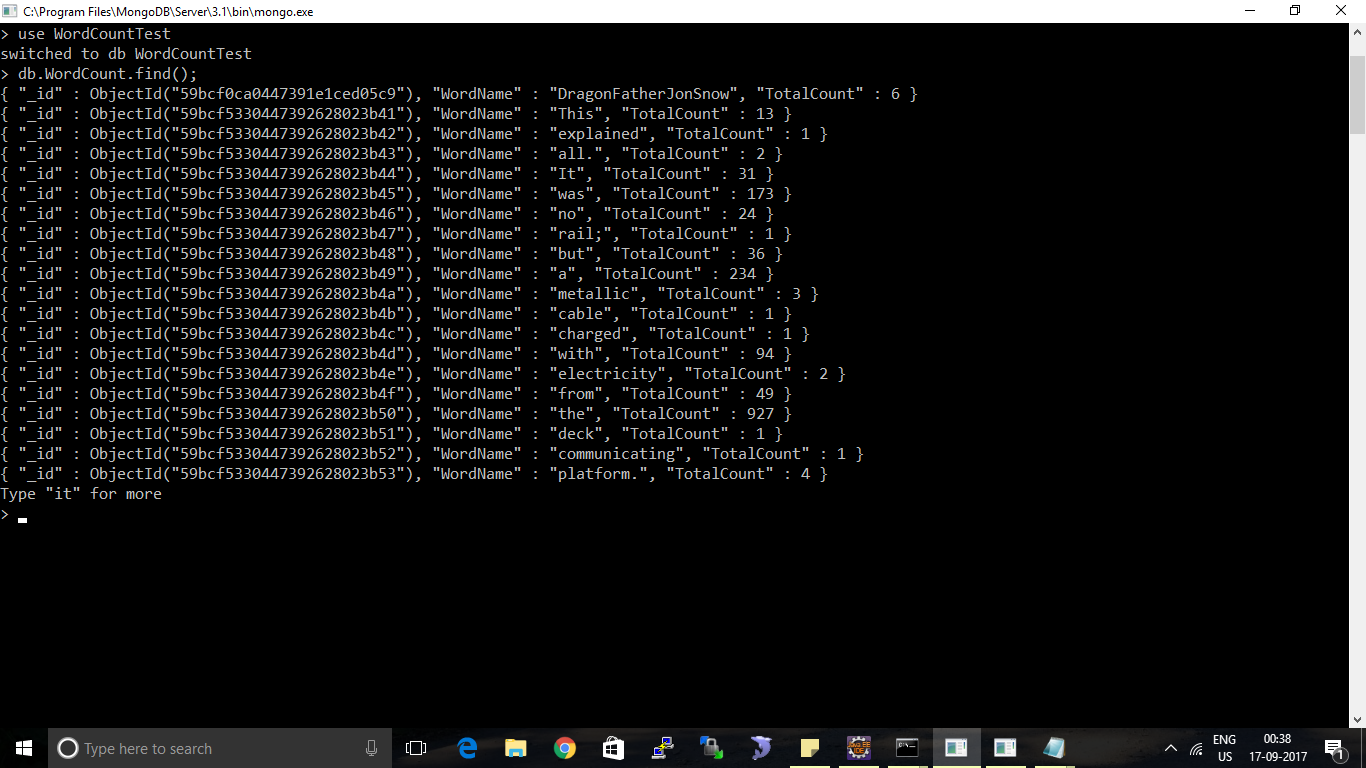 C:\Program Files\MongoDB\Server\3.1\bin\mongo.exe
> use WordCountTest
switched to db WordCountTest
> db.WordCount.find();
{ "_id" : ObjectId("59bcf0ca0447391e1ced05c9"), "WordName" : "DragonFatherJonSnow", "TotalCount" : 6 }
{ "_id" : ObjectId("59bcf5330447392628023b41"), "WordName" : "This", "TotalCount" : 13 }
{ "_id" : ObjectId("59bcf5330447392628023b42"), "WordName" : "explained", "TotalCount" : 1 }
{ "_id" : ObjectId("59bcf5330447392628023b43"), "WordName" : "all.", "TotalCount" : 2 }
{ "_id" : ObjectId("59bcf5330447392628023b44"), "WordName" : "It", "TotalCount" : 31 }
{ "_id" : ObjectId("59bcf5330447392628023b45"), "WordName" : "was", "TotalCount" : 173 }
{ "_id" : ObjectId("59bcf5330447392628023b46"), "WordName" : "no", "TotalCount" : 24 }
{ "_id" : ObjectId("59bcf5330447392628023b47"), "WordName" : "rail;", "TotalCount" : 1 }
{ "_id" : ObjectId("59bcf5330447392628023b48"), "WordName" : "but", "TotalCount" : 36 }
{ "_id" : ObjectId("59bcf5330447392628023b49"), "WordName" : "a", "TotalCount" : 234 }
{ "_id" : ObjectId("59bcf5330447392628023b4a"), "WordName" : "metallic", "TotalCount" : 3 }
{ "_id" : ObjectId("59bcf5330447392628023b4b"), "WordName" : "cable", "TotalCount" : 1 }
{ "_id" : ObjectId("59bcf5330447392628023b4c"), "WordName" : "charged", "TotalCount" : 1 }
{ "_id" : ObjectId("59bcf5330447392628023b4d"), "WordName" : "with", "TotalCount" : 94 }
{ "_id" : ObjectId("59bcf5330447392628023b4e"), "WordName" : "electricity", "TotalCount" : 2 }
{ "_id" : ObjectId("59bcf5330447392628023b4f"), "WordName" : "from", "TotalCount" : 49 }
{ "_id" : ObjectId("59bcf5330447392628023b50"), "WordName" : "the", "TotalCount" : 927 }
{ "_id" : ObjectId("59bcf5330447392628023b51"), "WordName" : "deck", "TotalCount" : 1 }
{ "_id" : ObjectId("59bcf5330447392628023b52"), "WordName" : "communicating", "TotalCount" : 1 }
{ "_id" : ObjectId("59bcf5330447392628023b53"), "WordName" : "platform.", "TotalCount" : 4 }
Type "it" for more
>
Type here to search
ENG
US
00:38
17-09-2017
1